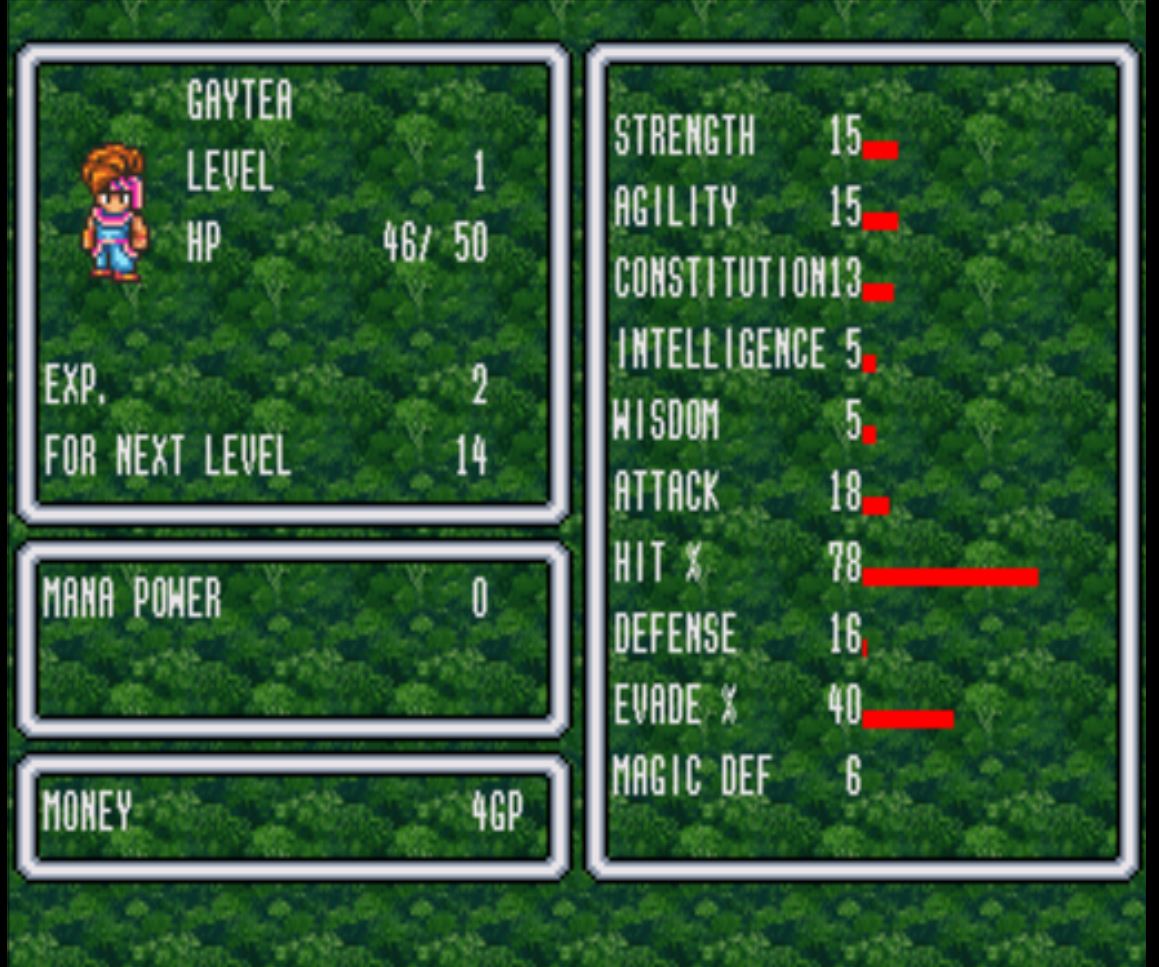 GAYTEA
LEVEL 1
HP 46/ 50
EXP. 2
FOR NEXT LEVEL 14
MANA POWER 0
MONEY 4GP
STRENGTH 15
AGILITY 15
CONSTITUTION13
INTELLIGENCE 5
WISDOM 5
ATTACK 18
HIT % 78
DEFENSE 16
EVADE % 40
MAGIC DEF 6